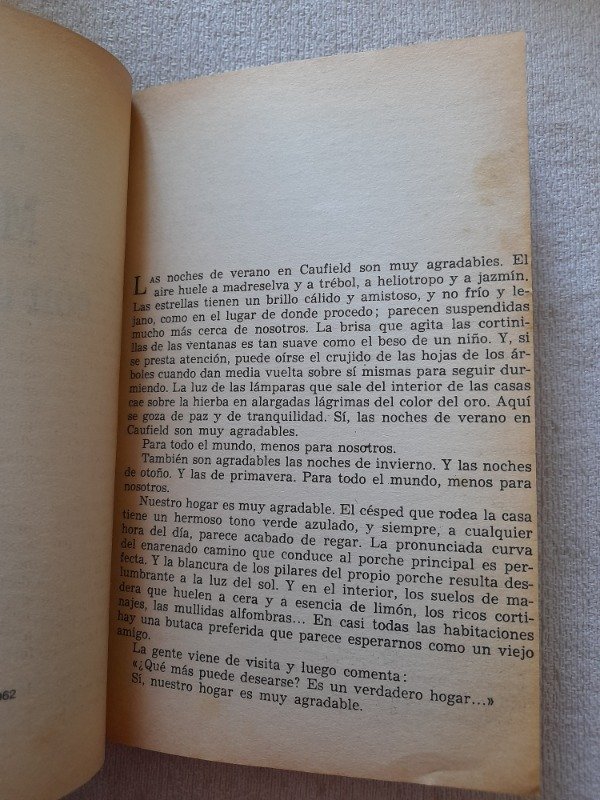 Las noches de verano en Caufield son muy agradables. El
aire huele a madreselva y a trébol, a heliotropo y a jazmín.
Las estrellas tienen un brillo cálido y amistoso, y no frío y le-
jano, como en el lugar de donde procedo; parecen suspendidas
mucho más cerca de nosotros. La brisa que agita las cortini-
llas de las ventanas es tan suave como el beso de un niño. Y, si
se presta atención, puede oírse el crujido de las hojas de los ár-
boles cuando dan media vuelta sobre sí mismas para seguir dur-
miendo. La luz de las lámparas que sale del interior de las casas
cae sobre la hierba en alargadas lágrimas del color del oro. Aquí
se goza de paz y de tranquilidad. Sí, las noches de verano en
Caufield son muy agradables.
Para todo el mundo, menos para nosotros.
También son agradables las noches de invierno. Y las noches
de otoño. Y las de primavera. Para todo el mundo, menos para
nosotros.
Nuestro hogar es muy agradable. El césped que rodea la casa
tiene un hermoso tono verde azulado, y siempre, a cualquier
hora del día, parece acabado de regar. La pronunciada curva
del enarenado camino que conduce al porche principal es per-
fecta. Y la blancura de los pilares del propio porche resulta des-
lumbrante a la luz del sol. Y en el interior, los suelos de ma-
dera que huelen a cera y a esencia de limón, los ricos corti-
najes, las mullidas alfombras... En casi todas las habitaciones
hay una butaca preferida que parece esperarnos como un viejo
amigo.
La gente viene de visita y luego comenta:
«¿Qué más puede desearse? Es un verdadero hogar...»
Sí, nuestro hogar es muy agradable.